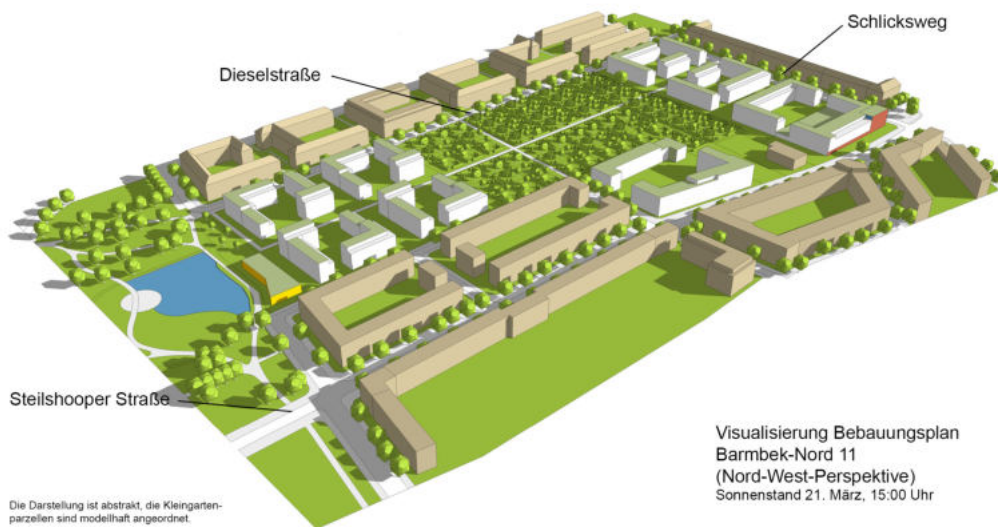 Schlicksweg
Dieselstraße
Steilshooper Straße
Visualisierung Bebauungsplan
Barmbek-Nord 11
(Nord-West-Perspektive)
Sonnenstand 21. März, 15:00 Uhr
Die Darstellung ist abstrakt, die Kleingarten-
parzellen sind modellhaft angeordnet.